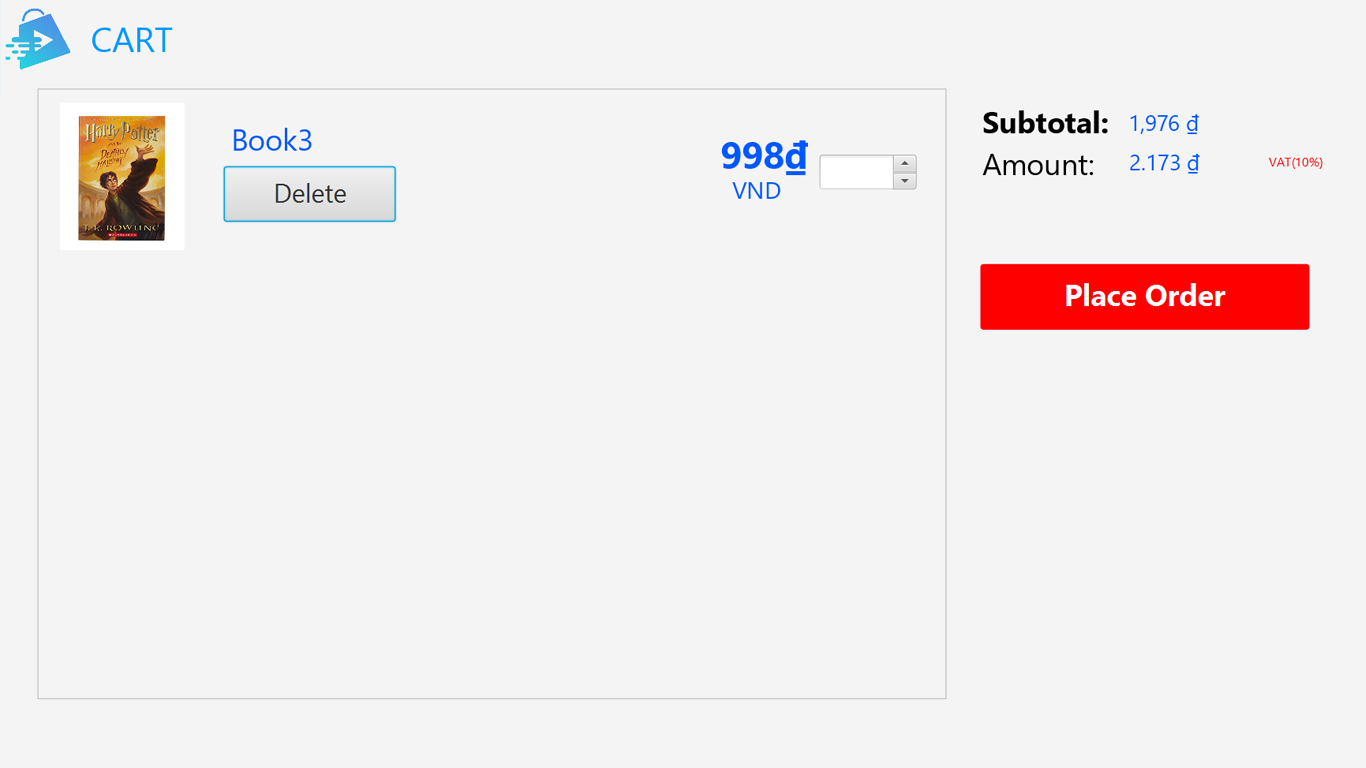 CART
Harry Potter
AND THE
DEATHLY
HALLOWS
J. K. ROWLING
SCHOLASTIC
Book3
Delete
998₫
VND
Subtotal: 1,976 ₫
Amount: 2.173 ₫ VAT(10%)
Place Order